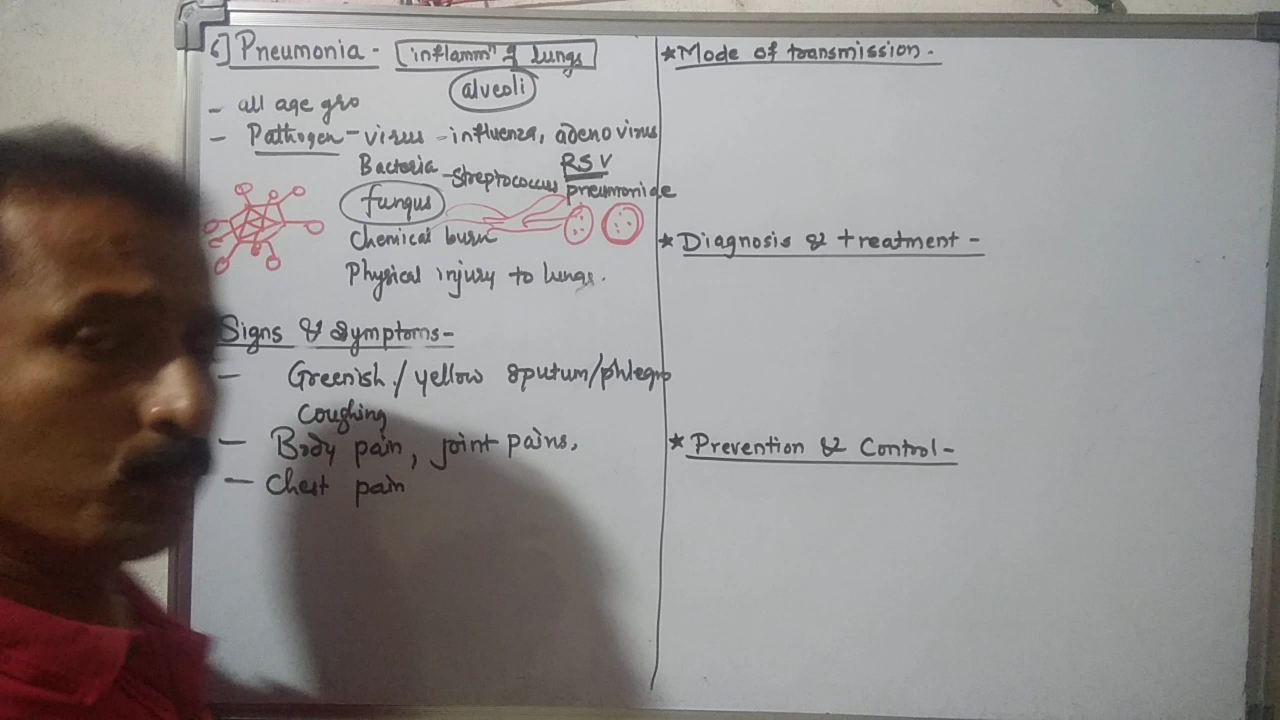 6] Pneumonia - inflammⁿ of lungs
alveoli
- all age gro
- Pathogen - virus - influenza, adeno virus
RSV
Bacteria - streptococcus pneumoniae
fungus
Chemical burn
Physical injury to lungs.
Signs & symptoms -
- Greenish / yellow sputum/phlegm
Coughing
- Body pain, joint pains,
- Chest pain
* Mode of transmission -
* Diagnosis & treatment -
* Prevention & Control -